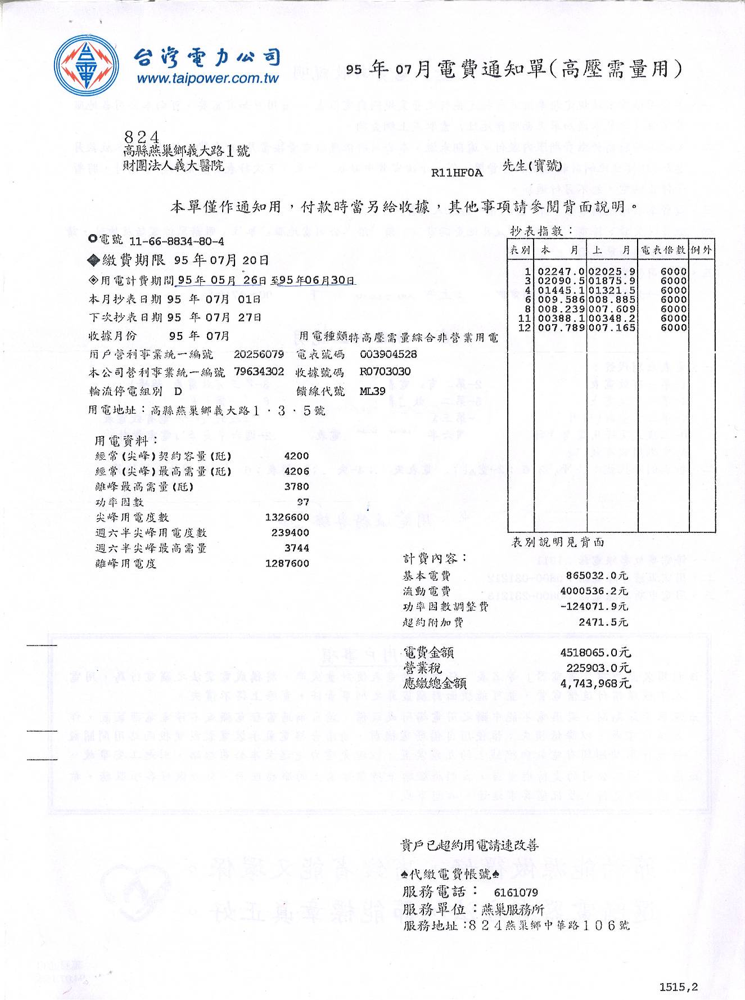 台灣電力公司
www.taipower.com.tw
95 年 07月電費通知單(高壓需量用)
824
高縣燕巢鄉義大路1號
財團法人義大醫院
R11HF0A 先生(寶號)
本單僅作通知用，付款時當另給收據，其他事項請參閱背面說明。
電號 11-66-8834-80-4
◆繳費期限 95 年 07月 20日
用電計費期間 95 年 05月 26日 至95 年06月30日
本月抄表日期 95 年 07月 01日
下次抄表日期 95 年 07月 27日
收據月份 95 年 07月 用電種類 特高壓需量綜合非營業用電
用戶營利事業統一編號 20256079 電表號碼 003904528
本公司營利事業統一編號 79634302 收據號碼 R0703030
輪流停電組別 D 饋線代號 ML39
用電地址：高縣燕巢鄉義大路1．3．5號
抄表指數：
表別 本 月 上 月 電表倍數 例外
1 02247.0 02025.9 6000
3 02090.5 01875.9 6000
4 01445.1 01321.5 6000
6 009.586 008.885 6000
8 008.239 007.609 6000
11 00388.1 00348.2 6000
12 007.789 007.165 6000
表別說明見背面
用電資料：
經常(尖峰)契約容量(瓩) 4200
經常(尖峰)最高需量(瓩) 4206
離峰最高需量(瓩) 3780
功率因數 97
尖峰用電度數 1326600
週六半尖峰用電度數 239400
週六半尖峰最高需量 3744
離峰用電度 1287600
計費內容：
基本電費 865032.0元
流動電費 4000536.2元
功率因數調整費 -124071.9元
超約附加費 2471.5元
電費金額 4518065.0元
營業稅 225903.0元
應繳總金額 4,743,968元
貴戶已超約用電請速改善
♠代繳電費帳號♠
服務電話： 6161079
服務單位：燕巢服務所
服務地址：824燕巢鄉中華路106號
1515,2